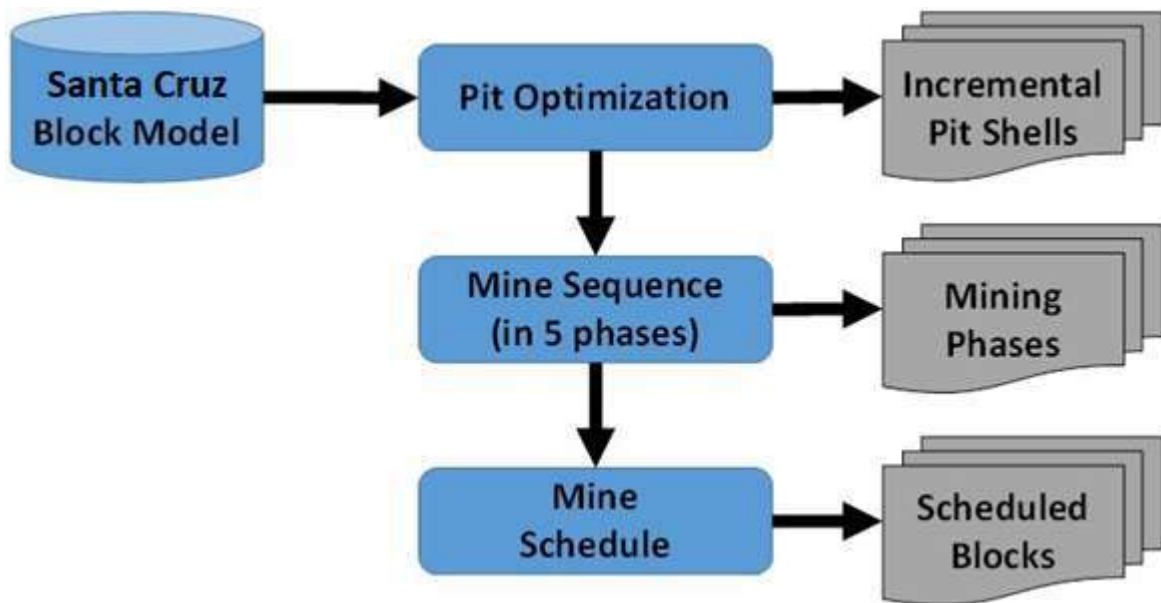 Santa Cruz
Block Model
Pit Optimization
Incremental
Pit Shells
Mine Sequence
(in 5 phases)
Mining
Phases
Mine
Schedule
Scheduled
Blocks